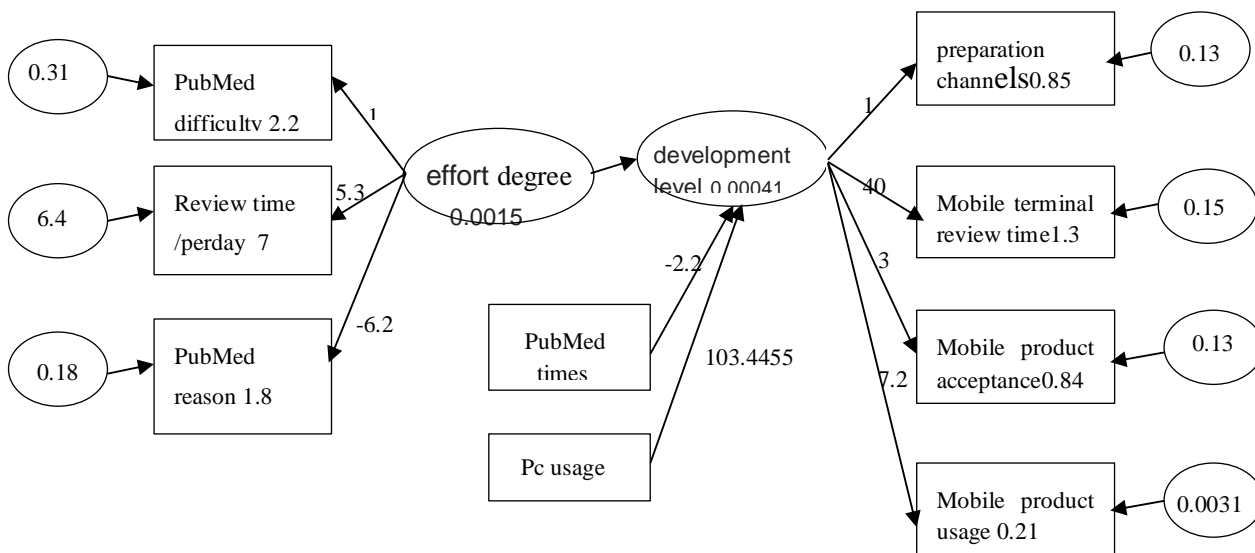 0.31
PubMed
difficulty 2.2
1
6.4
Review time
/perday 7
5.3
0.18
PubMed
reason 1.8
-6.2
effort degree
0.0015
development
level 0.00041
PubMed
times
-2.2
Pc usage
103.4455
preparation
channels0.85
0.13
1
Mobile terminal
review time1.3
0.15
40
Mobile product
acceptance0.84
0.13
3
Mobile product
usage 0.21
0.0031
7.2